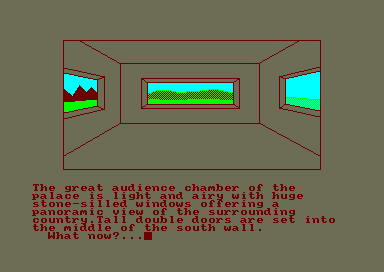 The great audience chamber of the
palace is light and airy with huge
stone-silled windows offering a
panoramic view of the surrounding
country.Tall double doors are set into
the middle of the south wall.
What now?...